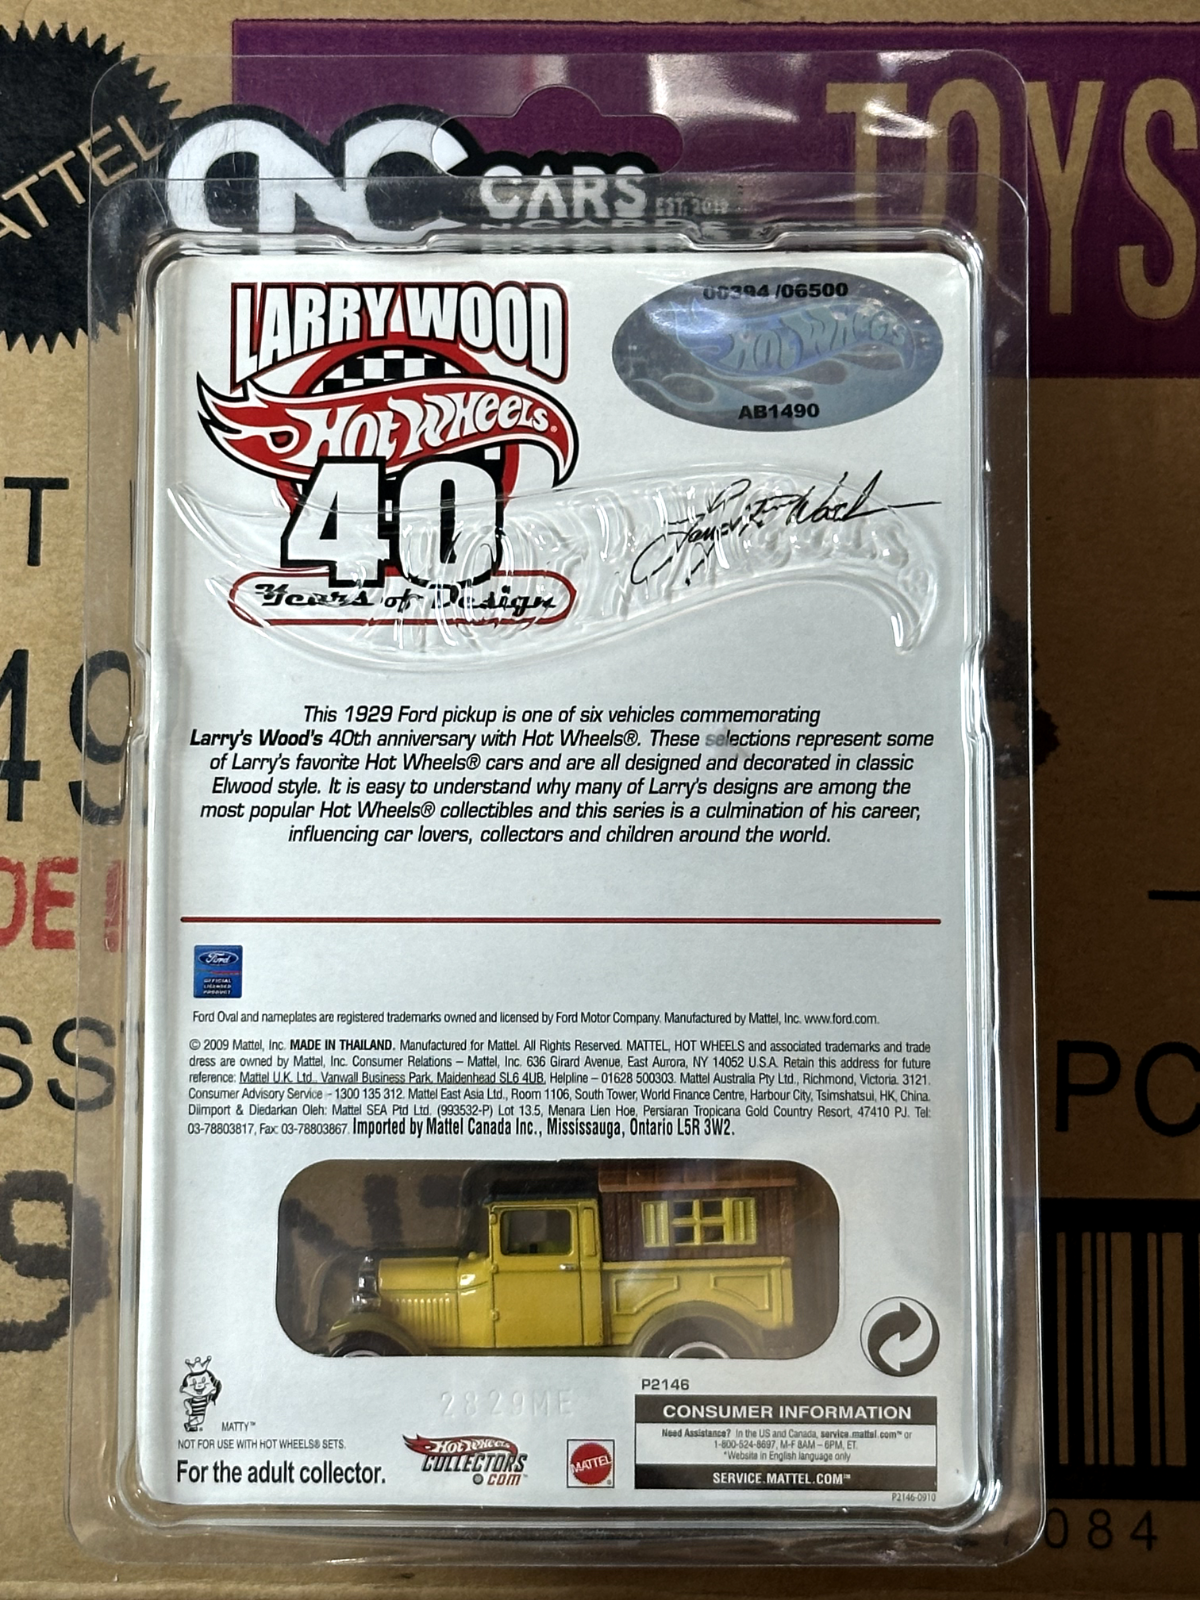 MATTEL
TOYS
CARS
EST. 2019
LARRY WOOD
HOT WHEELS®
40
Years of Design
00394 /06500
HOT WHEELS
AB1490
This 1929 Ford pickup is one of six vehicles commemorating
Larry's Wood's 40th anniversary with Hot Wheels®. These selections represent some
of Larry's favorite Hot Wheels® cars and are all designed and decorated in classic
Elwood style. It is easy to understand why many of Larry's designs are among the
most popular Hot Wheels® collectibles and this series is a culmination of his career,
influencing car lovers, collectors and children around the world.
Ford
OFFICIAL
LICENSED
PRODUCT
Ford Oval and nameplates are registered trademarks owned and licensed by Ford Motor Company. Manufactured by Mattel, Inc. www.ford.com.
© 2009 Mattel, Inc. MADE IN THAILAND. Manufactured for Mattel. All Rights Reserved. MATTEL, HOT WHEELS and associated trademarks and trade
dress are owned by Mattel, Inc. Consumer Relations – Mattel, Inc. 636 Girard Avenue, East Aurora, NY 14052 U.S.A. Retain this address for future
reference: Mattel U.K. Ltd., Vanwall Business Park, Maidenhead SL6 4UB, Helpline – 01628 500303. Mattel Australia Pty Ltd., Richmond, Victoria. 3121.
Consumer Advisory Service - 1300 135 312. Mattel East Asia Ltd., Room 1106, South Tower, World Finance Centre, Harbour City, Tsimshatsui, HK, China.
Diimport & Diedarkan Oleh: Mattel SEA Ptd Ltd. (993532-P) Lot 13.5, Menara Lien Hoe, Persiaran Tropicana Gold Country Resort, 47410 PJ. Tel:
03-78803817, Fax: 03-78803867. Imported by Mattel Canada Inc., Mississauga, Ontario L5R 3W2.
2829ME
P2146
CONSUMER INFORMATION
Need Assistance? In the US and Canada, service.mattel.com™ or
1-800-524-8697, M-F 8AM – 6PM, ET.
*Website in English language only
SERVICE.MATTEL.COM™
P2146-0910
MATTY™
NOT FOR USE WITH HOT WHEELS® SETS.
For the adult collector.
HOT WHEELS
COLLECTORS
.COM™
MATTEL
®
PC
084